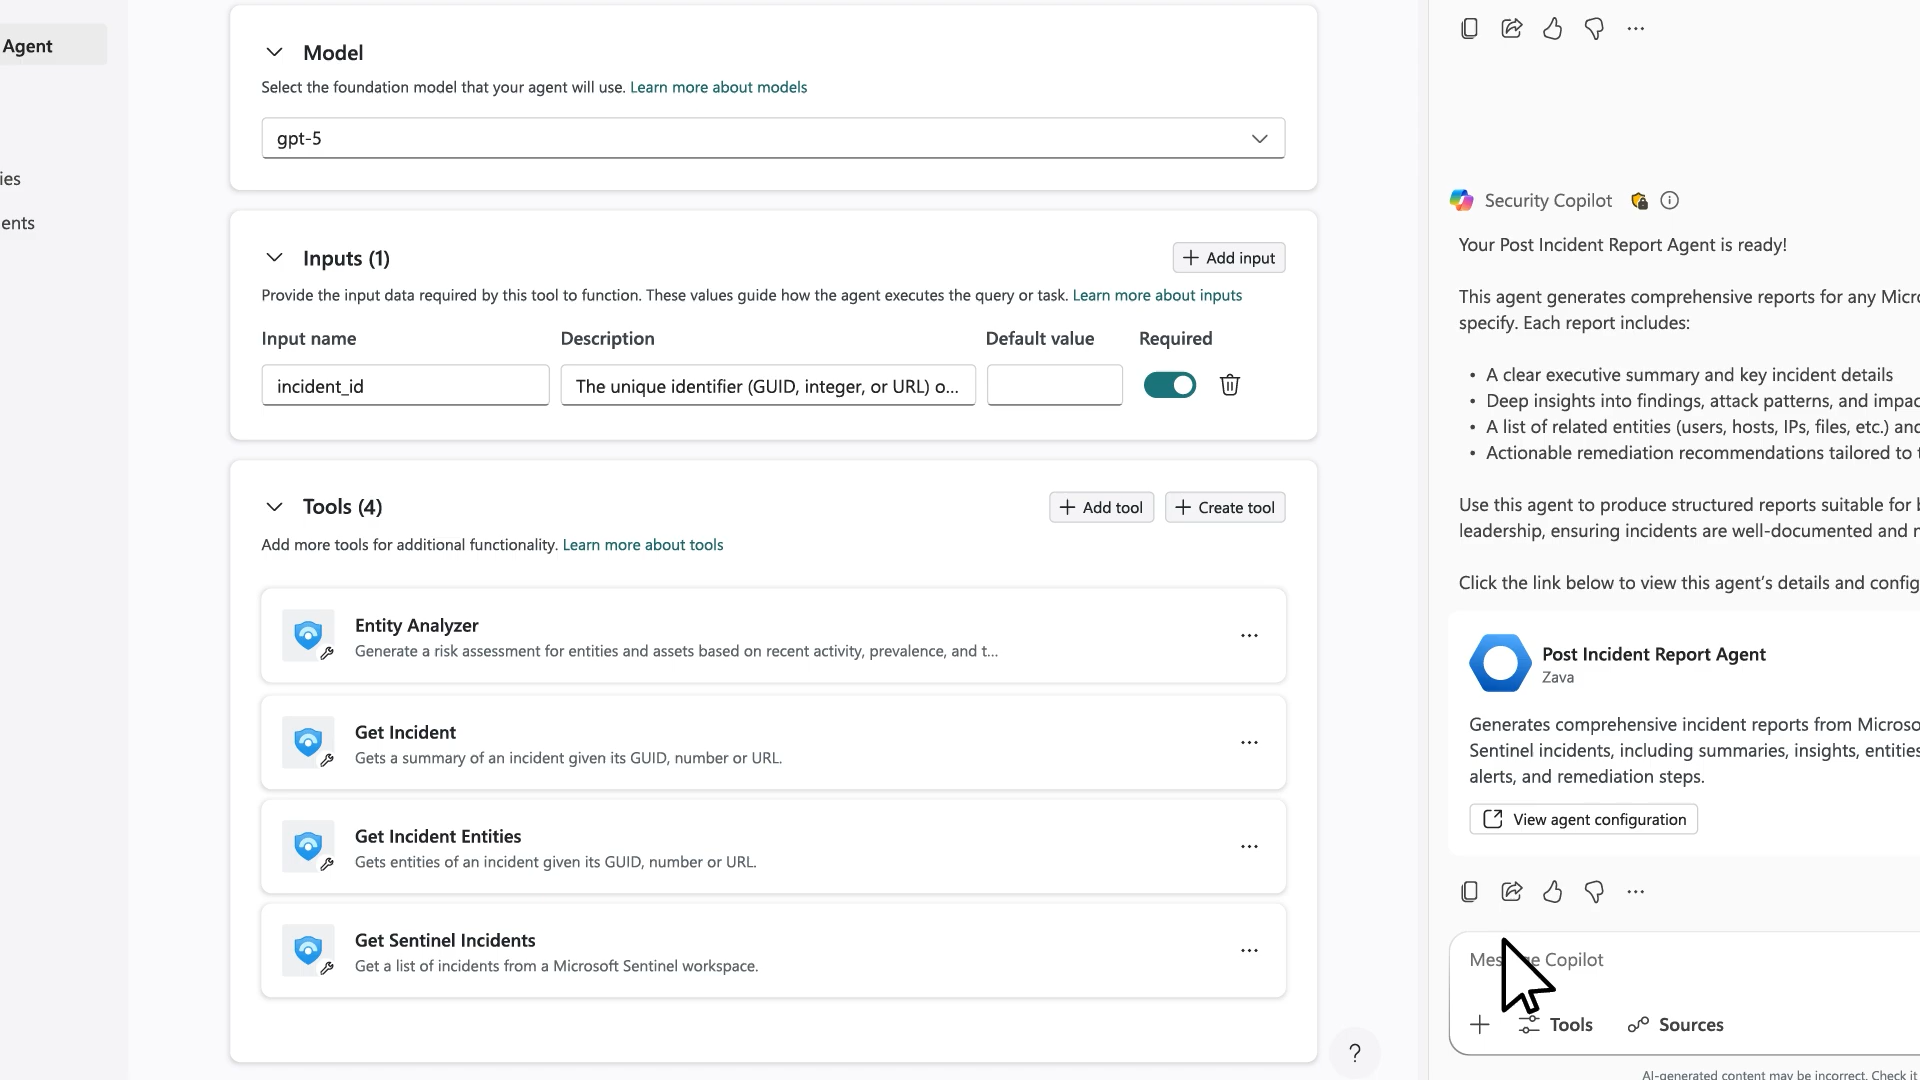 Agent
ies
ents
Model
Select the foundation model that your agent will use. Learn more about models
gpt-5
Inputs (1)
Add input
Provide the input data required by this tool to function. These values guide how the agent executes the query or task. Learn more about inputs
Input name Description Default value Required
incident_id The unique identifier (GUID, integer, or URL) o...
Tools (4)
Add tool Create tool
Add more tools for additional functionality. Learn more about tools
Entity Analyzer
Generate a risk assessment for entities and assets based on recent activity, prevalence, and t...
Get Incident
Gets a summary of an incident given its GUID, number or URL.
Get Incident Entities
Gets entities of an incident given its GUID, number or URL.
Get Sentinel Incidents
Get a list of incidents from a Microsoft Sentinel workspace.
?
Security Copilot
Your Post Incident Report Agent is ready!
This agent generates comprehensive reports for any Micro
specify. Each report includes:
• A clear executive summary and key incident details
• Deep insights into findings, attack patterns, and impac
• A list of related entities (users, hosts, IPs, files, etc.) and
• Actionable remediation recommendations tailored to t
Use this agent to produce structured reports suitable for b
leadership, ensuring incidents are well-documented and r
Click the link below to view this agent's details and config
Post Incident Report Agent
Zava
Generates comprehensive incident reports from Microso
Sentinel incidents, including summaries, insights, entities
alerts, and remediation steps.
View agent configuration
Copilot
Tools Sources
AI-generated content may be incorrect. Check it